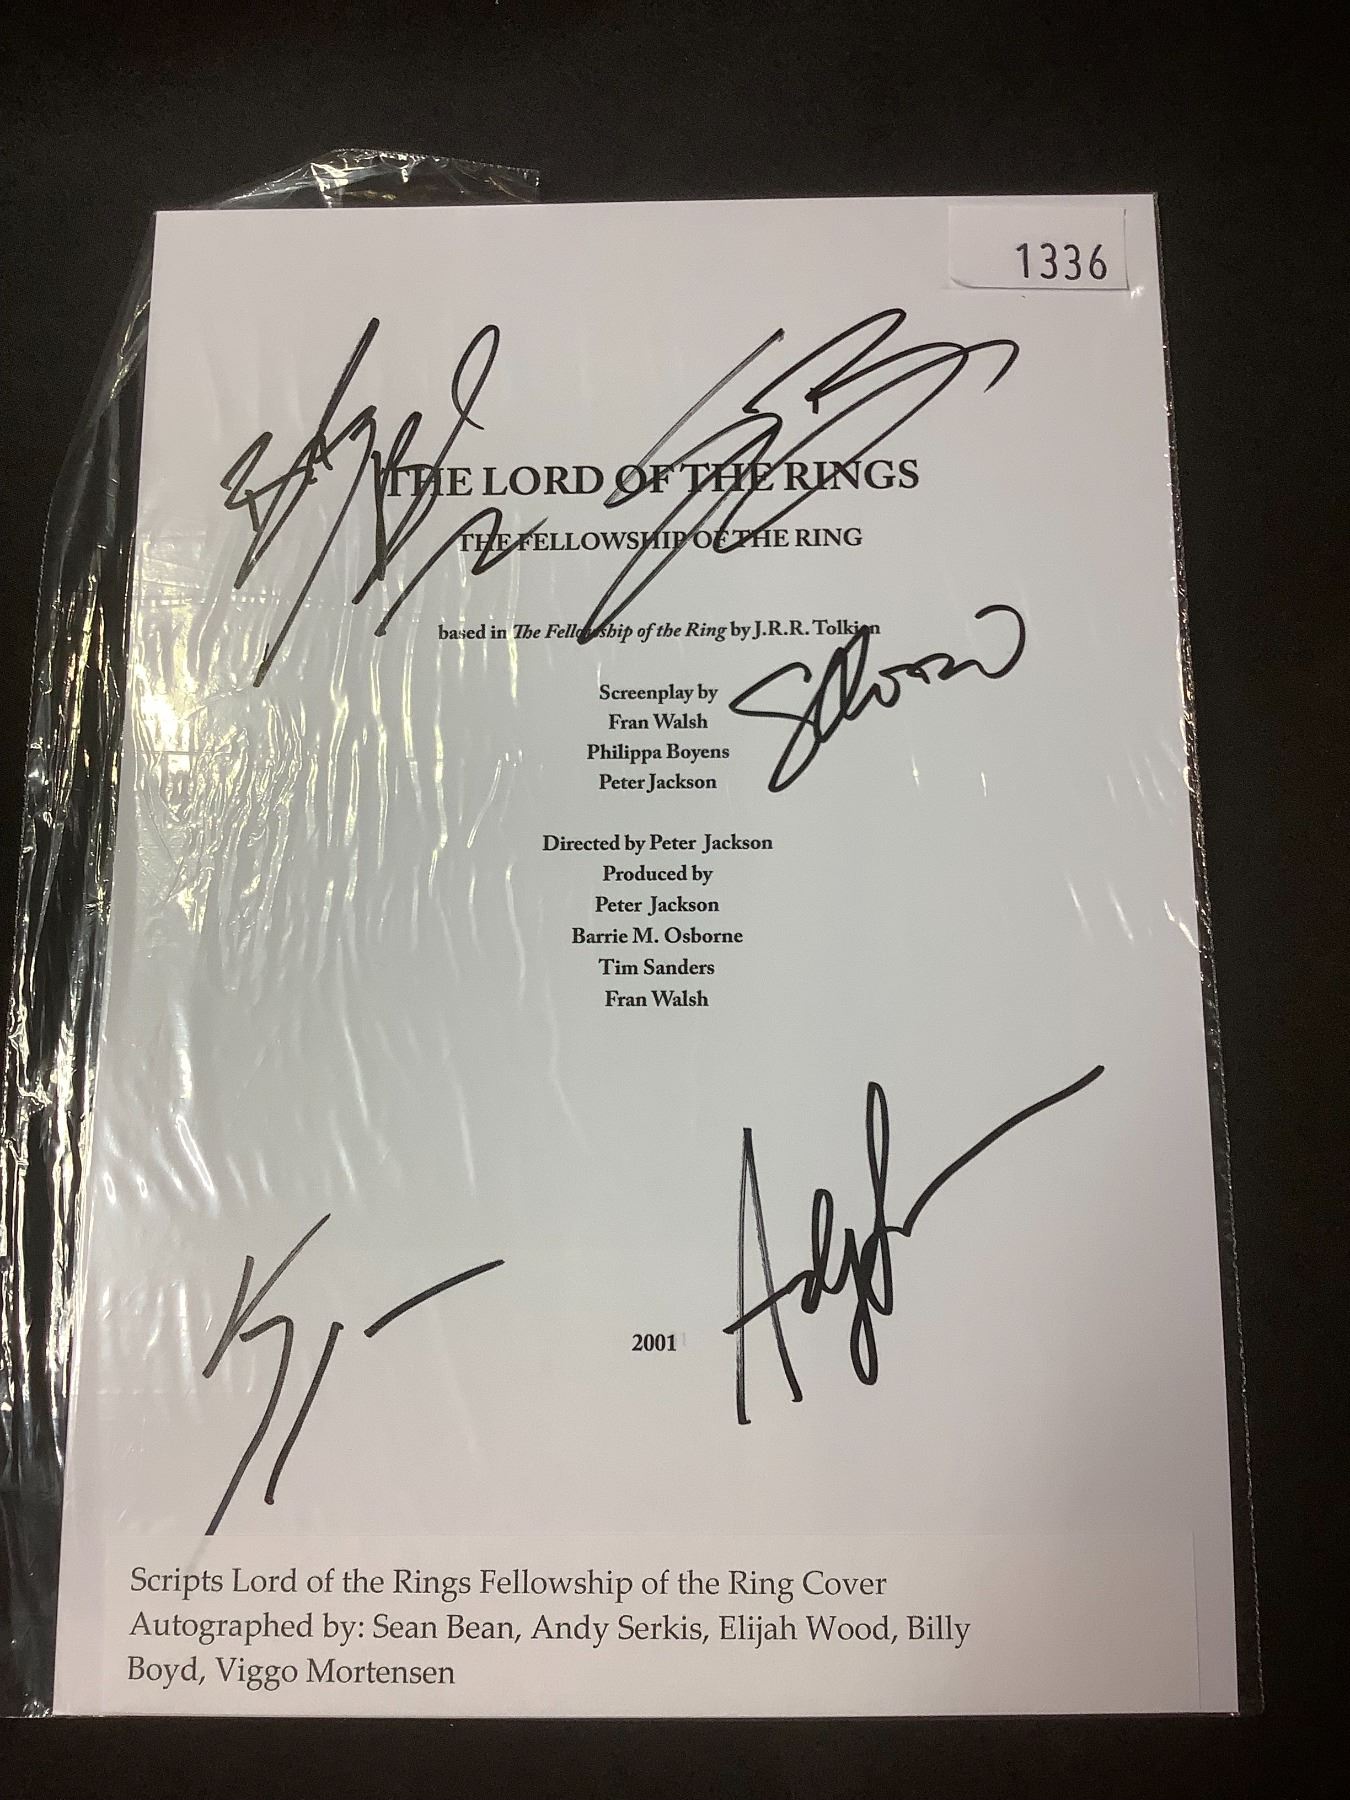 1336
THE LORD OF THE RINGS
THE FELLOWSHIP OF THE RING
based in The Fellowship of the Ring by J.R.R. Tolkien
Screenplay by
Fran Walsh
Philippa Boyens
Peter Jackson
Directed by Peter Jackson
Produced by
Peter Jackson
Barrie M. Osborne
Tim Sanders
Fran Walsh
2001
Scripts Lord of the Rings Fellowship of the Ring Cover
Autographed by: Sean Bean, Andy Serkis, Elijah Wood, Billy
Boyd, Viggo Mortensen